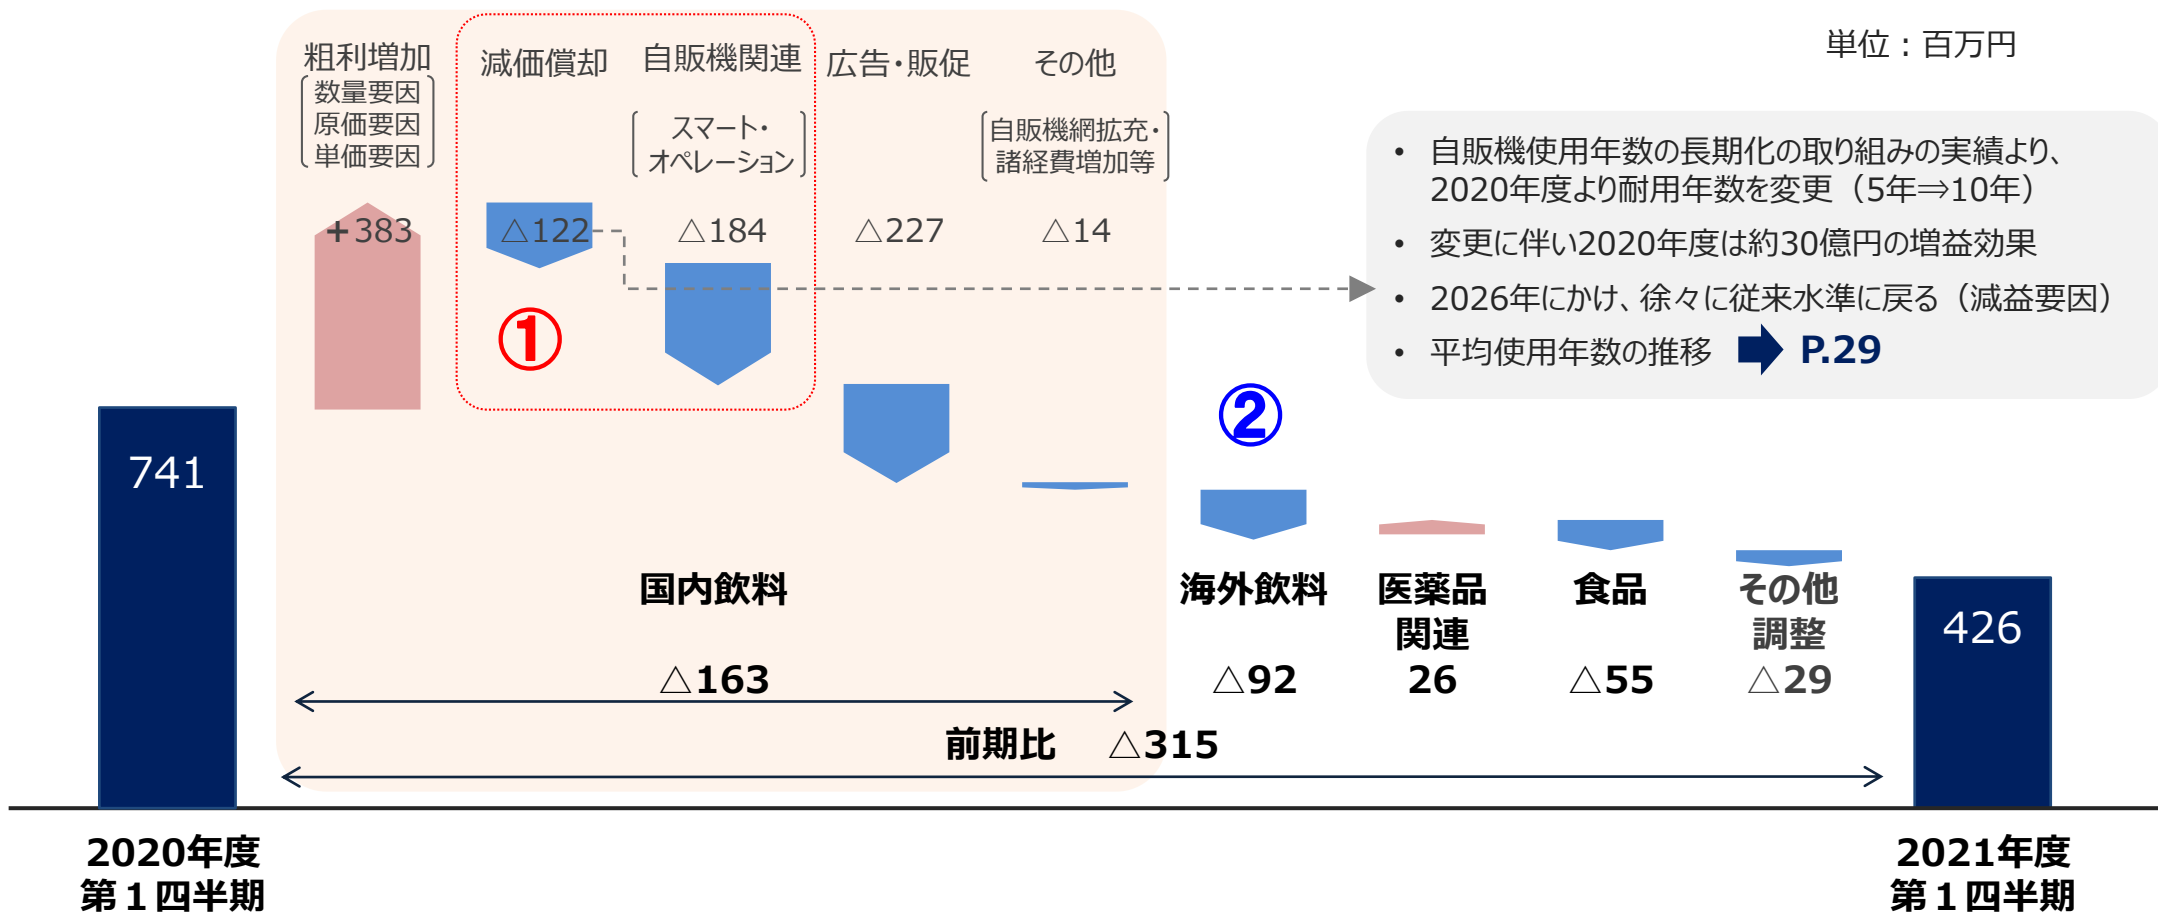 単位：百万円
粗利増加
数量要因
原価要因
単価要因
+383
減価償却
△122
自販機関連
スマート・
オペレーション
△184
広告・販促
△227
その他
自販機網拡充・
諸経費増加等
△14
①
②
• 自販機使用年数の長期化の取り組みの実績より、
2020年度より耐用年数を変更（5年⇒10年）
• 変更に伴い2020年度は約30億円の増益効果
• 2026年にかけ、徐々に従来水準に戻る（減益要因）
• 平均使用年数の推移 P.29
741
国内飲料
△163
海外飲料
△92
医薬品
関連
26
食品
△55
その他
調整
△29
426
前期比 △315
2020年度
第１四半期
2021年度
第１四半期